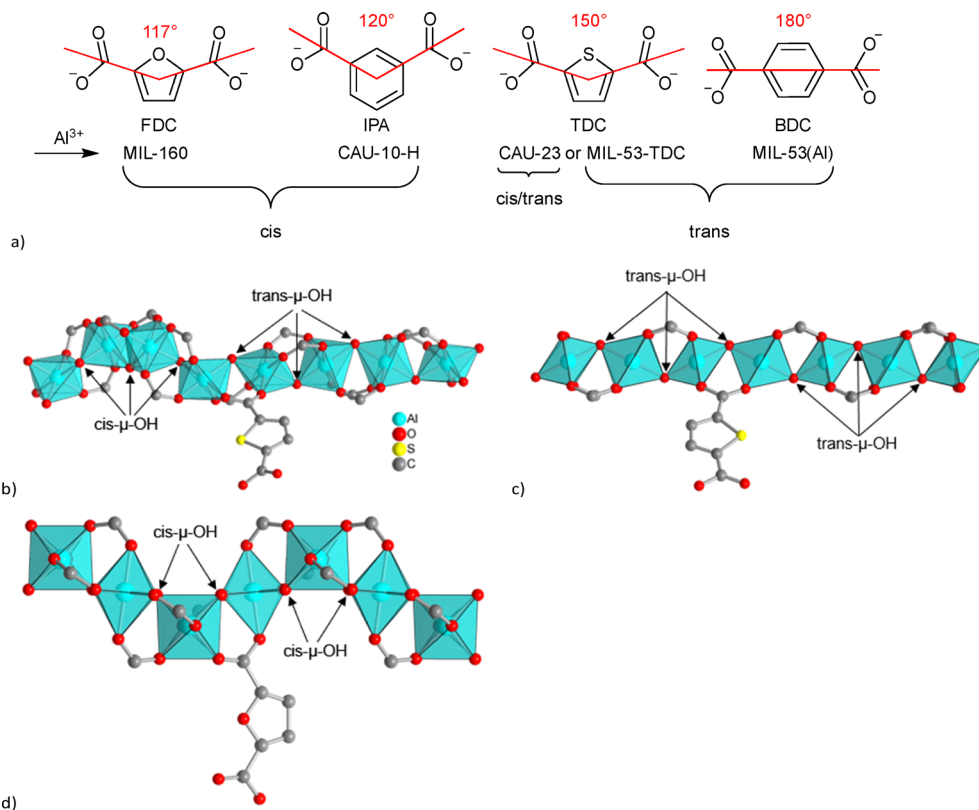 117° 120° 150° 180°
O O O O O S O O O
⁻O O⁻ ⁻O O⁻ ⁻O O⁻ ⁻O O
FDC IPA TDC BDC
Al³⁺
MIL-160 CAU-10-H CAU-23 or MIL-53-TDC MIL-53(Al)
cis/trans
cis trans
a)
trans-µ-OH
cis-µ-OH
Al
O
S
C
b)
trans-µ-OH
trans-µ-OH
c)
cis-µ-OH
cis-µ-OH
d)